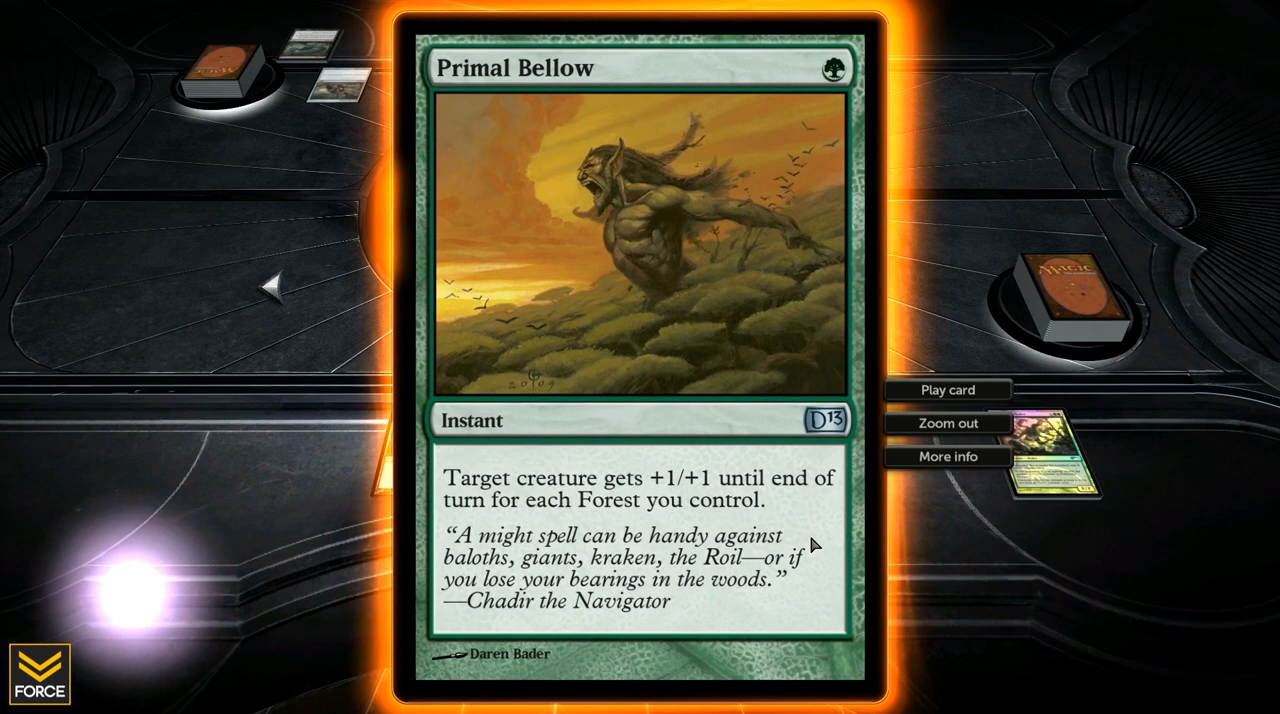 Primal Bellow
2009
Instant
D13
Target creature gets +1/+1 until end of
turn for each Forest you control.
“A might spell can be handy against
baloths, giants, kraken, the Roil—or if
you lose your bearings in the woods.”
—Chadir the Navigator
Daren Bader
MAGIC
Play card
Zoom out
More info
FORCE